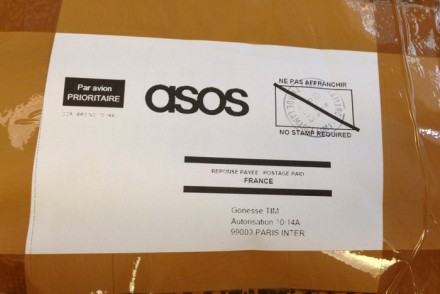 Par avion
PRIORITAIRE
asos
NE PAS AFFRANCHIR
NO STAMP REQUIRED
REPONSE PAYEE POSTAGE PAID
FRANCE
Gonesse TIM
Autorisation 10-14A
99003 PARIS INTER